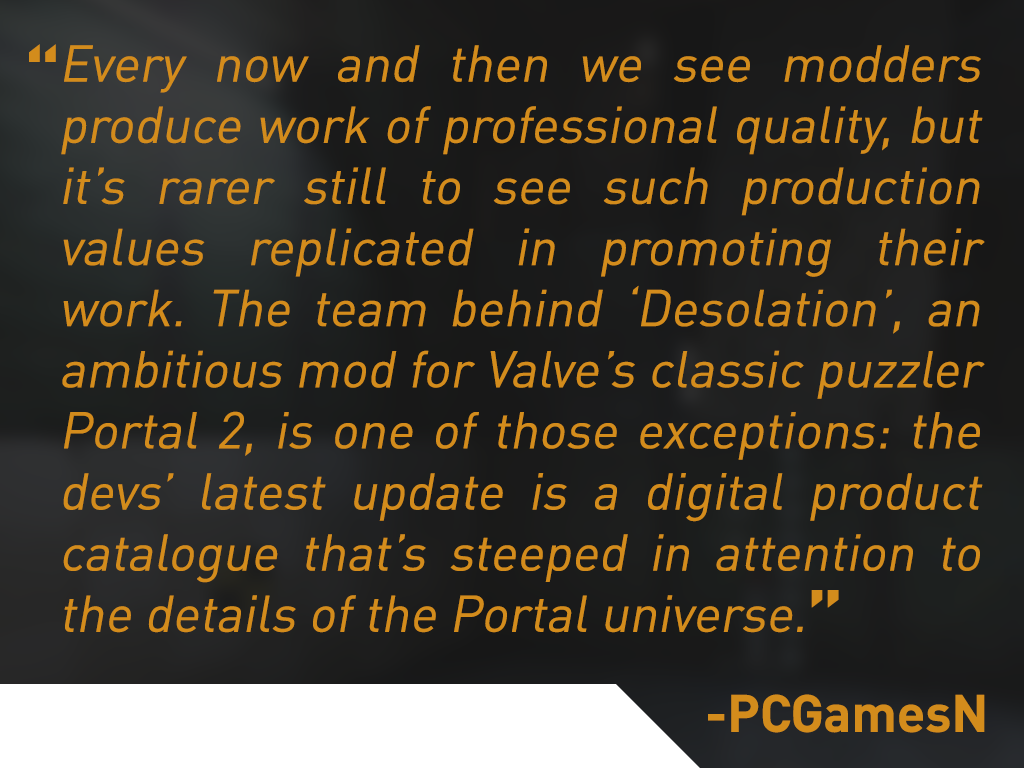 “Every now and then we see modders
produce work of professional quality, but
it’s rarer still to see such production
values replicated in promoting their
work. The team behind ‘Desolation’, an
ambitious mod for Valve’s classic puzzler
Portal 2, is one of those exceptions: the
devs’ latest update is a digital product
catalogue that’s steeped in attention to
the details of the Portal universe.”
-PCGamesN